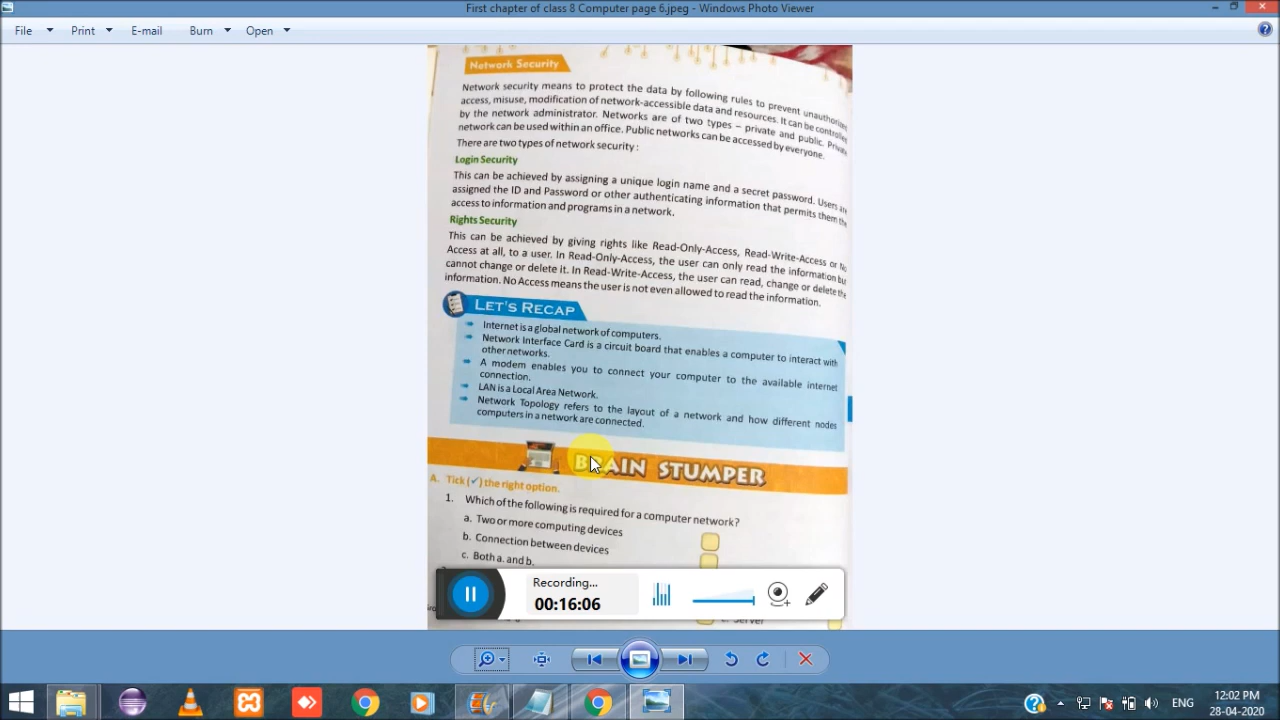 First chapter of class 8 Computer page 6.jpeg - Windows Photo Viewer
File Print E-mail Burn Open
Network Security
Network security means to protect the data by following rules to prevent unauthorized
access, misuse, modification of network-accessible data and resources. It can be controlled
by the network administrator. Networks are of two types – private and public. Private
network can be used within an office. Public networks can be accessed by everyone.
There are two types of network security :
Login Security
This can be achieved by assigning a unique login name and a secret password. Users are
assigned the ID and Password or other authenticating information that permits them the
access to information and programs in a network.
Rights Security
This can be achieved by giving rights like Read-Only-Access, Read-Write-Access or No
Access at all, to a user. In Read-Only-Access, the user can only read the information but
cannot change or delete it. In Read-Write-Access, the user can read, change or delete the
information. No Access means the user is not even allowed to read the information.
LET'S RECAP
Internet is a global network of computers.
Network Interface Card is a circuit board that enables a computer to interact with
other networks.
A modem enables you to connect your computer to the available internet
connection.
LAN is a Local Area Network.
Network Topology refers to the layout of a network and how different nodes
computers in a network are connected.
BRAIN STUMPER
A. Tick (✓) the right option.
1. Which of the following is required for a computer network?
a. Two or more computing devices
b. Connection between devices
c. Both a. and b.
Recording...
00:16:06
c. Server
ENG
12:02 PM
28-04-2020